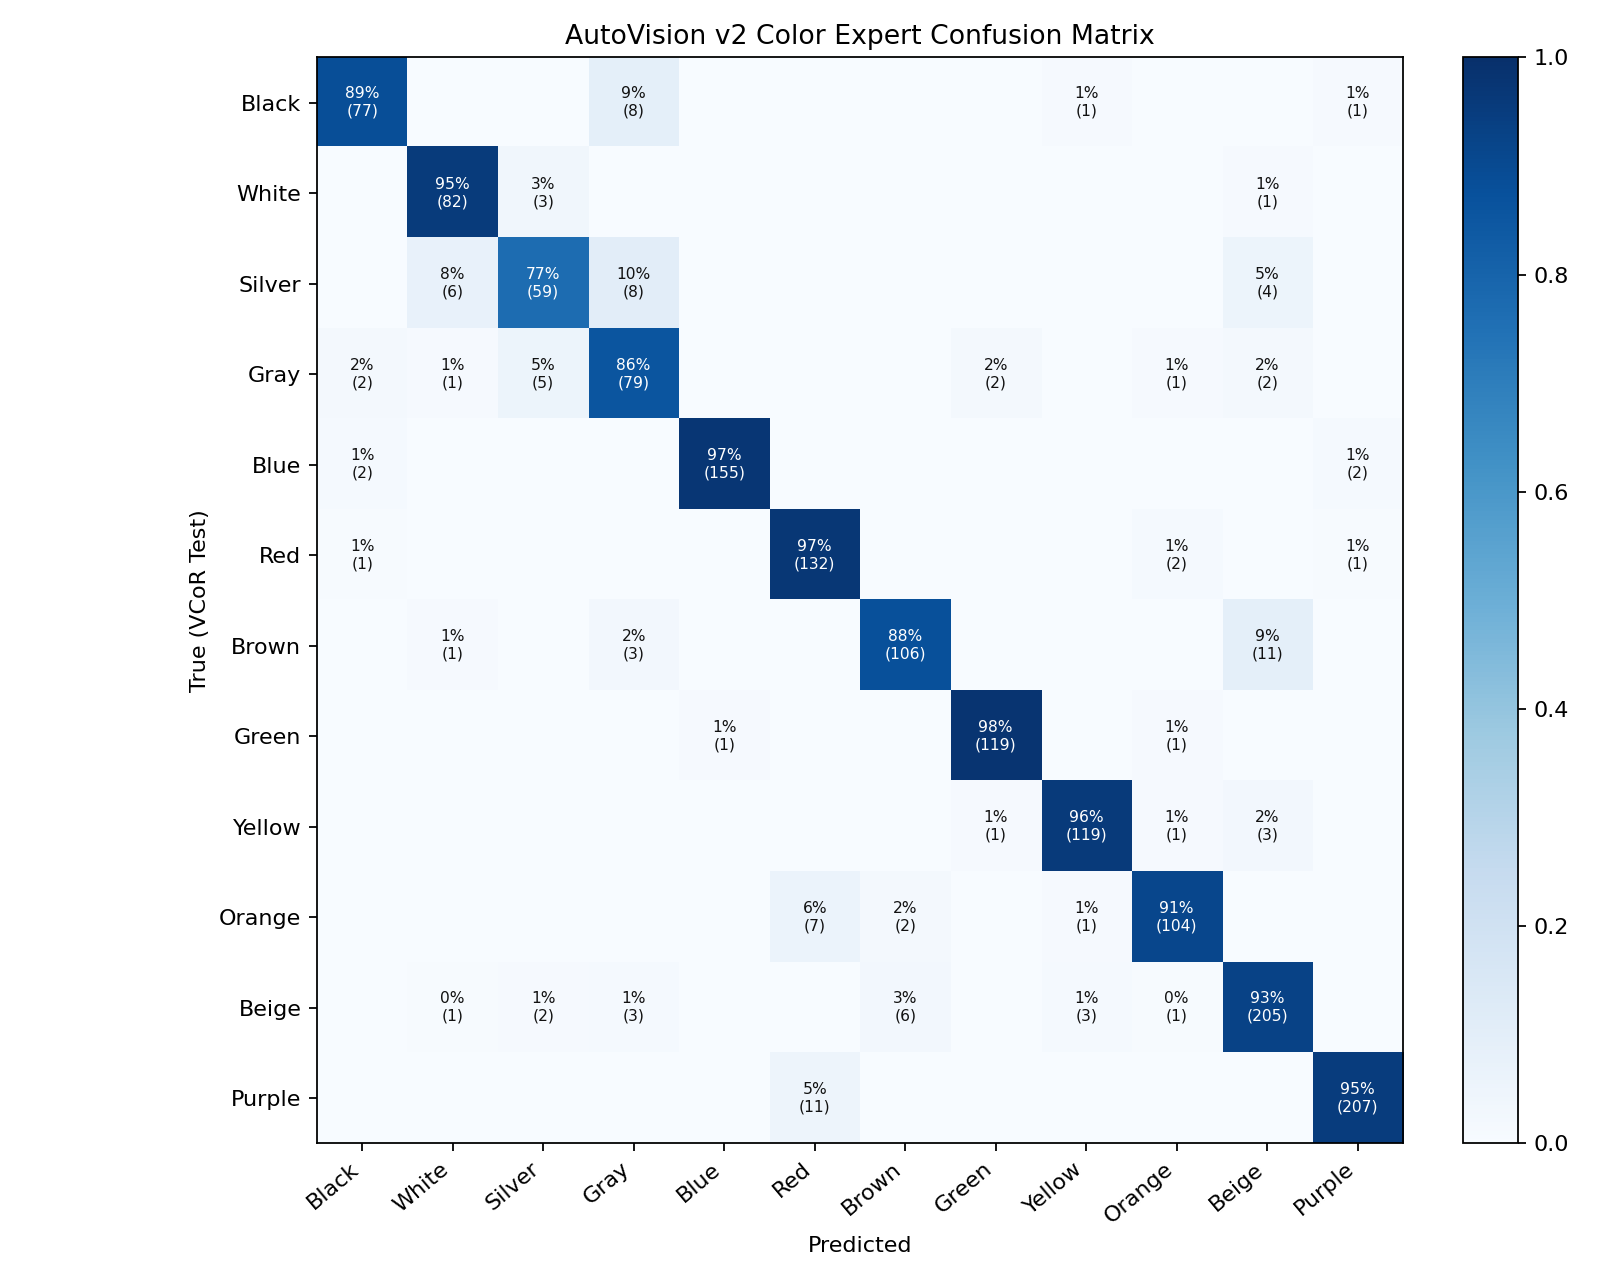 AutoVision v2 Color Expert Confusion Matrix
Black 89% 9% 1% 1%
(77) (8) (1) (1)
White 95% 3% 1%
(82) (3) (1)
Silver 8% 77% 10% 5%
(6) (59) (8) (4)
Gray 2% 1% 5% 86% 2% 1% 2%
(2) (1) (5) (79) (2) (1) (2)
Blue 1% 97% 1%
(2) (155) (2)
Red 1% 97% 1% 1%
(1) (132) (2) (1)
Brown 1% 2% 88% 9%
(1) (3) (106) (11)
Green 1% 98% 1%
(1) (119) (1)
Yellow 1% 96% 1% 2%
(1) (119) (1) (3)
Orange 6% 2% 1% 91%
(7) (2) (1) (104)
Beige 0% 1% 1% 3% 1% 0% 93%
(1) (2) (3) (6) (3) (1) (205)
Purple 5% 95%
(11) (207)
Black White Silver Gray Blue Red Brown Green Yellow Orange Beige Purple
Predicted
True (VCoR Test)
1.0
0.8
0.6
0.4
0.2
0.0